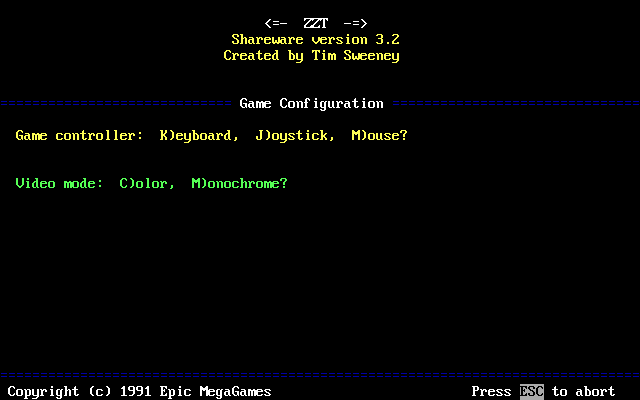 <=-  ZZT  -=>
Shareware version 3.2
Created by Tim Sweeney
Game Configuration
Game controller:  K)eyboard,  J)oystick,  M)ouse?
Video mode:  C)olor,  M)onochrome?
Copyright (c) 1991 Epic MegaGames    Press ESC to abort